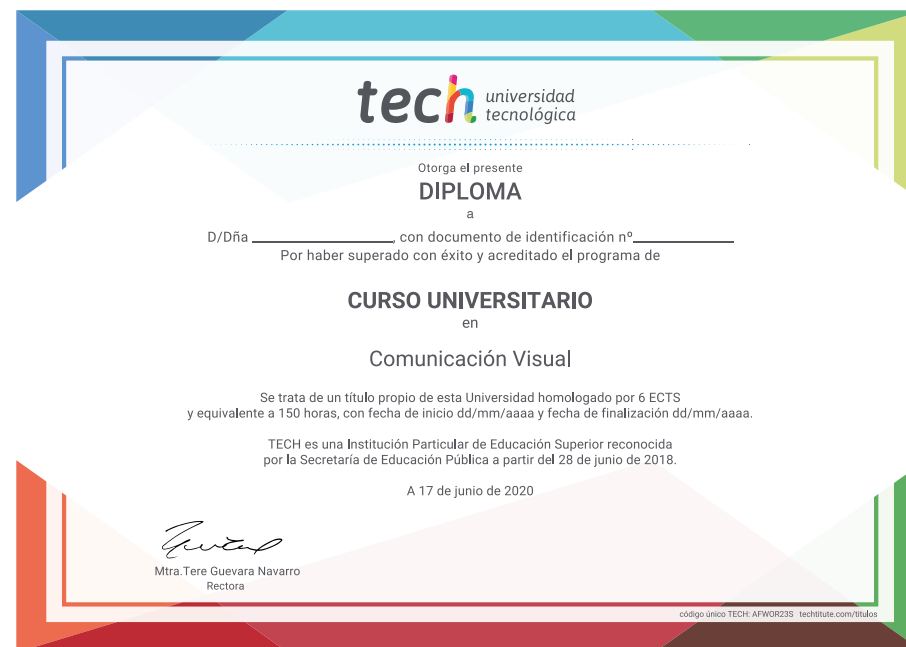 tech universidad
tecnológica
Otorga el presente
DIPLOMA
a
D/Dña ____________________, con documento de identificación nº______________
Por haber superado con éxito y acreditado el programa de
CURSO UNIVERSITARIO
en
Comunicación Visual
Se trata de un título propio de esta Universidad homologado por 6 ECTS
y equivalente a 150 horas, con fecha de inicio dd/mm/aaaa y fecha de finalización dd/mm/aaaa.
TECH es una Institución Particular de Educación Superior reconocida
por la Secretaría de Educación Pública a partir del 28 de junio de 2018.
A 17 de junio de 2020
Mtra.Tere Guevara Navarro
Rectora
código único TECH: AFWOR23S techtitute.com/titulos